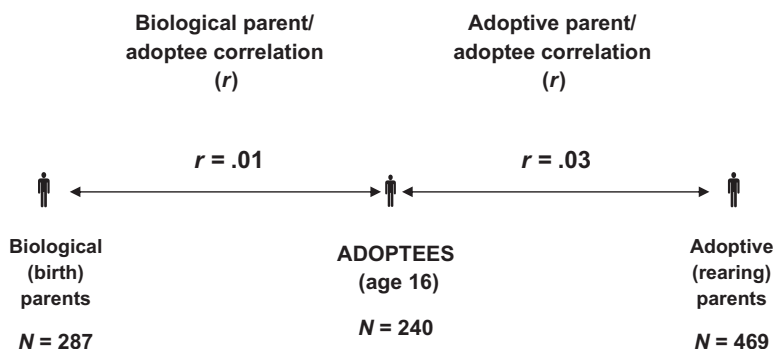 Biological parent/
adoptee correlation
(r)
Adoptive parent/
adoptee correlation
(r)
r = .01
r = .03
Biological
(birth)
parents
N = 287
ADOPTEES
(age 16)
N = 240
Adoptive
(rearing)
parents
N = 469